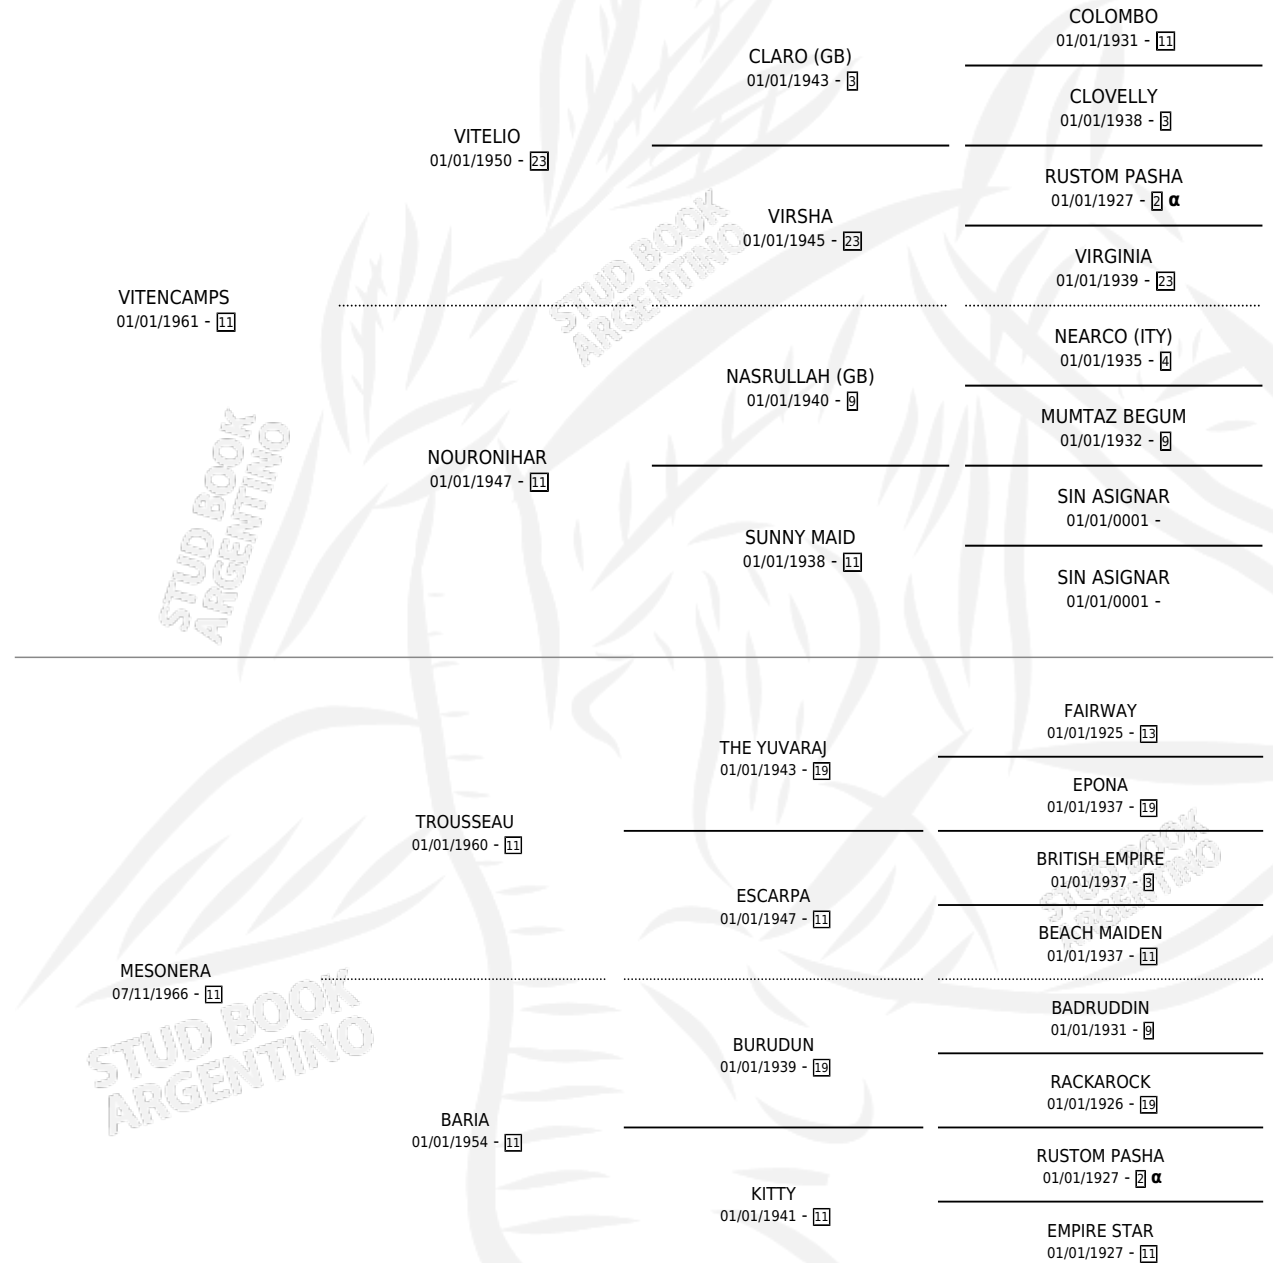 COLOMBO
01/01/1931 - 11
CLARO (GB)
01/01/1943 - 3
CLOVELLY
01/01/1938 - 3
VITELIO
01/01/1950 - 23
RUSTOM PASHA
01/01/1927 - 2 α
VIRSHA
01/01/1945 - 23
VIRGINIA
01/01/1939 - 23
VITENCAMPS
01/01/1961 - 11
NEARCO (ITY)
01/01/1935 - 4
NASRULLAH (GB)
01/01/1940 - 9
MUMTAZ BEGUM
01/01/1932 - 9
NOURONIHAR
01/01/1947 - 11
SIN ASIGNAR
01/01/0001 -
SUNNY MAID
01/01/1938 - 11
SIN ASIGNAR
01/01/0001 -
FAIRWAY
01/01/1925 - 13
THE YUVARAJ
01/01/1943 - 19
EPONA
01/01/1937 - 19
TROUSSEAU
01/01/1960 - 11
BRITISH EMPIRE
01/01/1937 - 3
ESCARPA
01/01/1947 - 11
BEACH MAIDEN
01/01/1937 - 11
MESONERA
07/11/1966 - 11
BADRUDDIN
01/01/1931 - 9
BURUDUN
01/01/1939 - 19
RACKAROCK
01/01/1926 - 19
BARIA
01/01/1954 - 11
RUSTOM PASHA
01/01/1927 - 2 α
KITTY
01/01/1941 - 11
EMPIRE STAR
01/01/1927 - 11
STUD BOOK
ARGENTINO
STUD BOOK
ARGENTINO
STUD BOOK
ARGENTINO
STUD BOOK
ARGENTINO